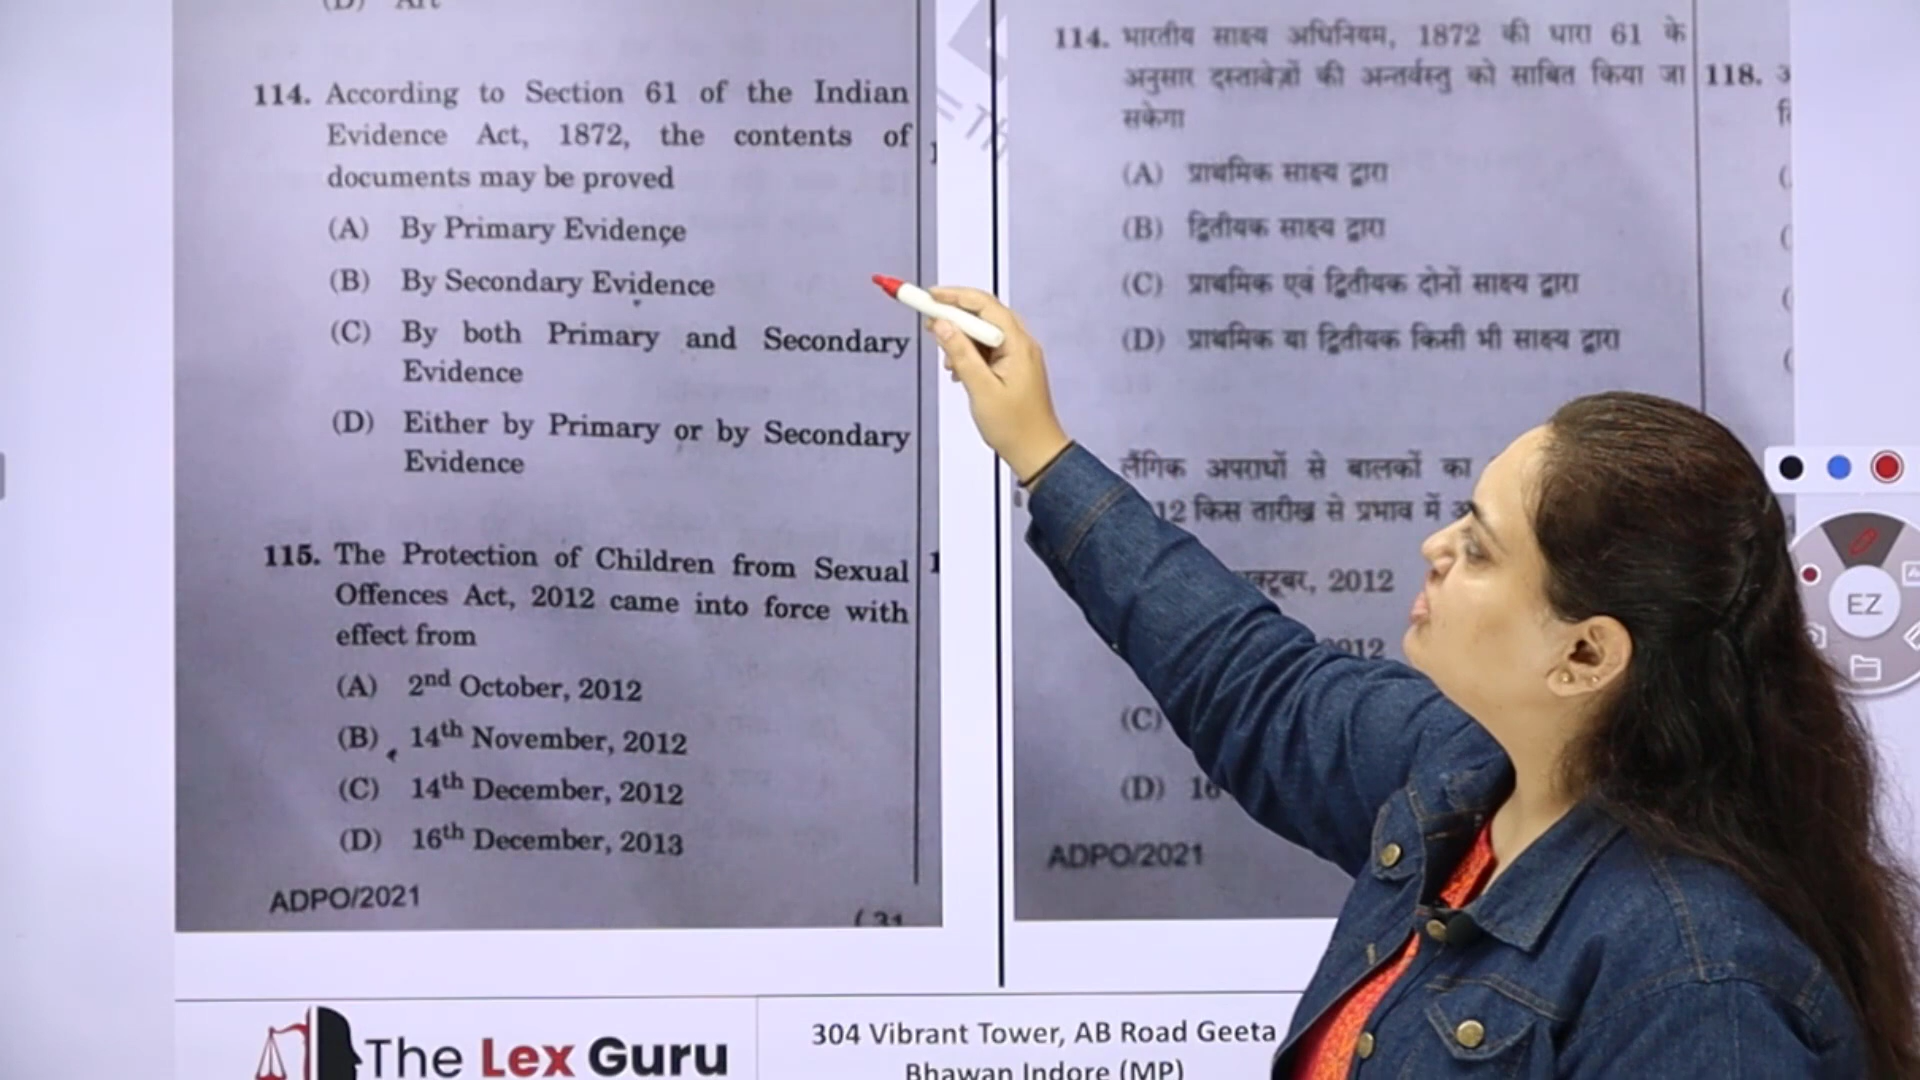 114. According to Section 61 of the Indian
Evidence Act, 1872, the contents of
documents may be proved
(A) By Primary Evidence
(B) By Secondary Evidence
(C) By both Primary and Secondary
Evidence
(D) Either by Primary or by Secondary
Evidence
115. The Protection of Children from Sexual
Offences Act, 2012 came into force with
effect from
(A) 2nd October, 2012
(B) 14th November, 2012
(C) 14th December, 2012
(D) 16th December, 2013
ADPO/2021
114. भारतीय साक्ष्य अधिनियम, 1872 की धारा 61 के
अनुसार दस्तावेज़ों की अन्तर्वस्तु को साबित किया जा
सकेगा
(A) प्राथमिक साक्ष्य द्वारा
(B) द्वितीयक साक्ष्य द्वारा
(C) प्राथमिक एवं द्वितीयक दोनों साक्ष्य द्वारा
(D) प्राथमिक या द्वितीयक किसी भी साक्ष्य द्वारा
लैंगिक अपराधों से बालकों का
12 किस तारीख से प्रभाव में
2012
(C)
(D)
ADPO/2021
118.
EZ
The Lex Guru
304 Vibrant Tower, AB Road Geeta
Bhawan Indore (MP)